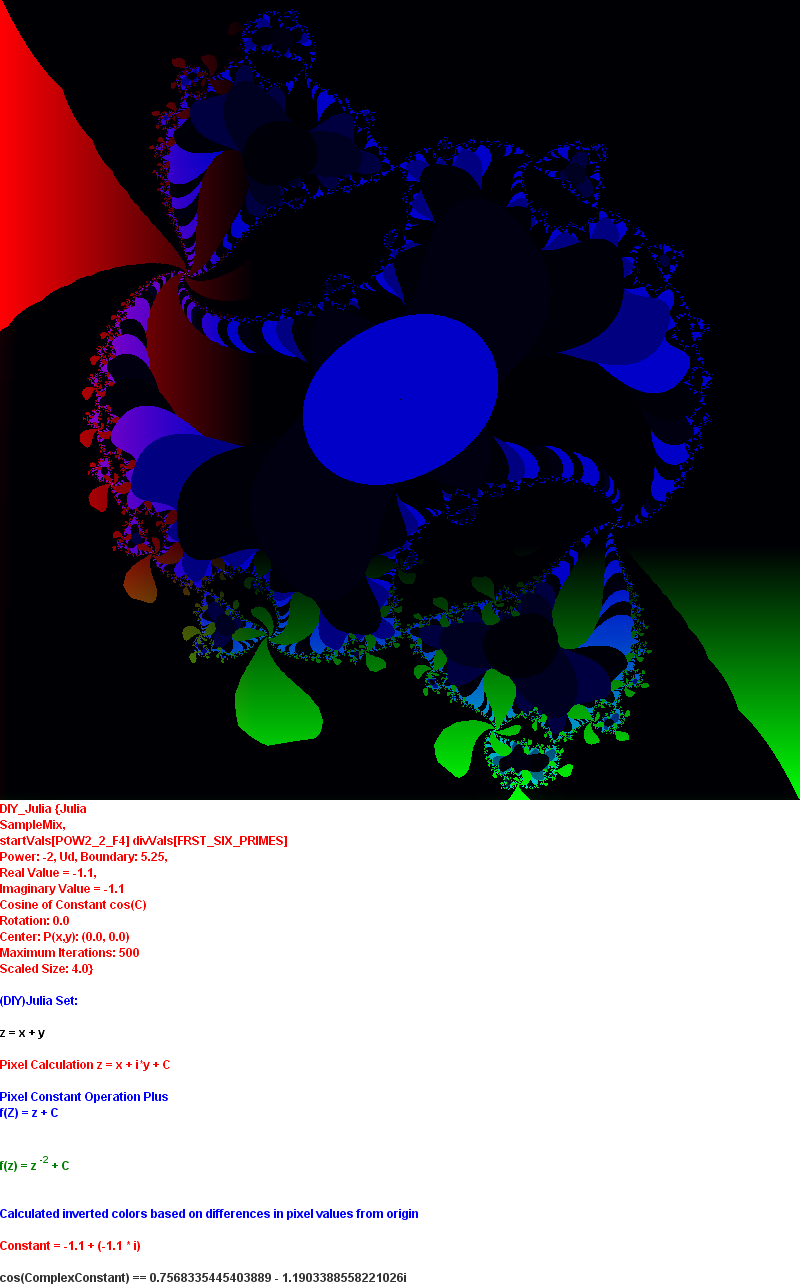 DIY_Julia {Julia
SampleMix,
startVals[POW2_2_F4] divVals[FRST_SIX_PRIMES]
Power: -2, Ud, Boundary: 5.25,
Real Value = -1.1,
Imaginary Value = -1.1
Cosine of Constant cos(C)
Rotation: 0.0
Center: P(x,y): (0.0, 0.0)
Maximum Iterations: 500
Scaled Size: 4.0}
(DIY)Julia Set:
z = x + y
Pixel Calculation z = x + i*y + C
Pixel Constant Operation Plus
f(Z) = z + C
f(z) = z ⁻² + C
Calculated inverted colors based on differences in pixel values from origin
Constant = -1.1 + (-1.1 * i)
cos(ComplexConstant) == 0.7568335445403889 - 1.1903388558221026i